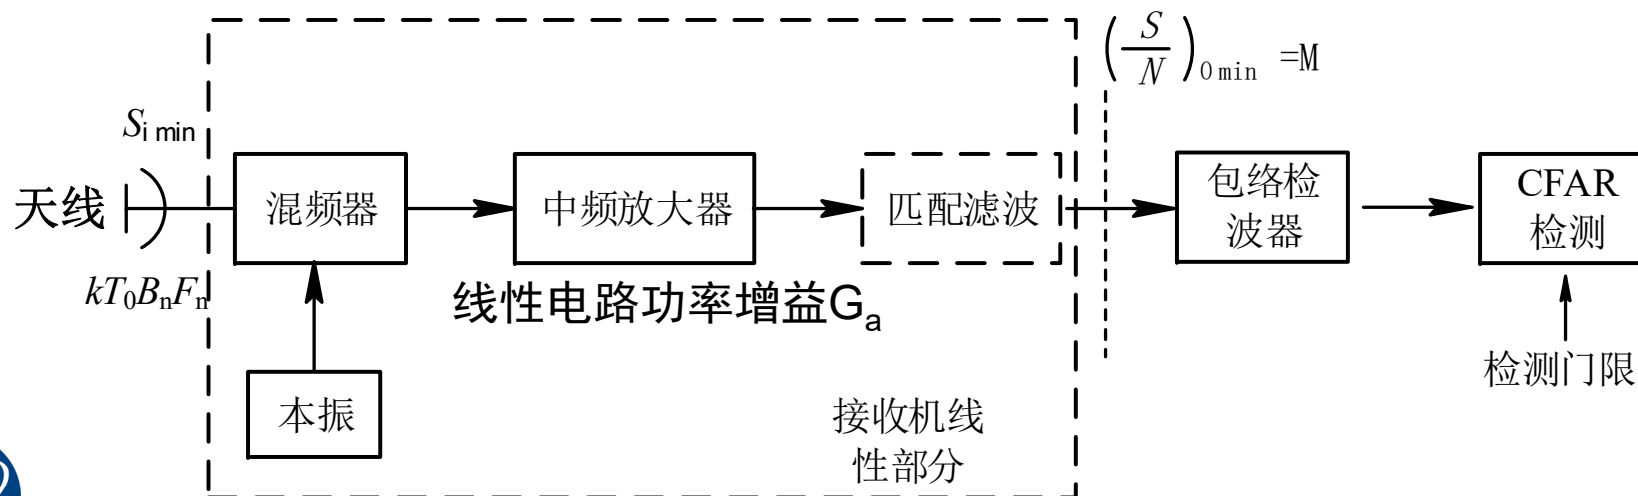 (S/N)0 min =M
Si min
天线
混频器
中频放大器
匹配滤波
包络检
波器
CFAR
检测
kT0BnFn
线性电路功率增益Ga
检测门限
本振
接收机线
性部分